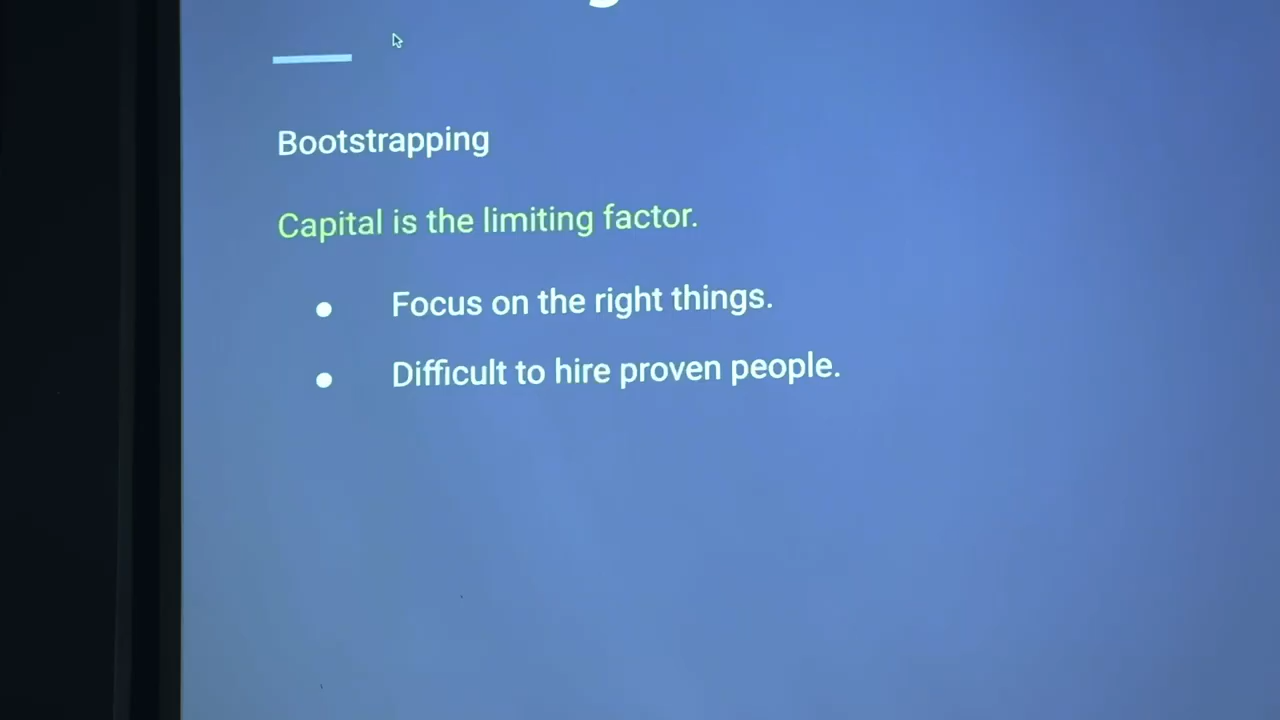 Bootstrapping
Capital is the limiting factor.
● Focus on the right things.
● Difficult to hire proven people.